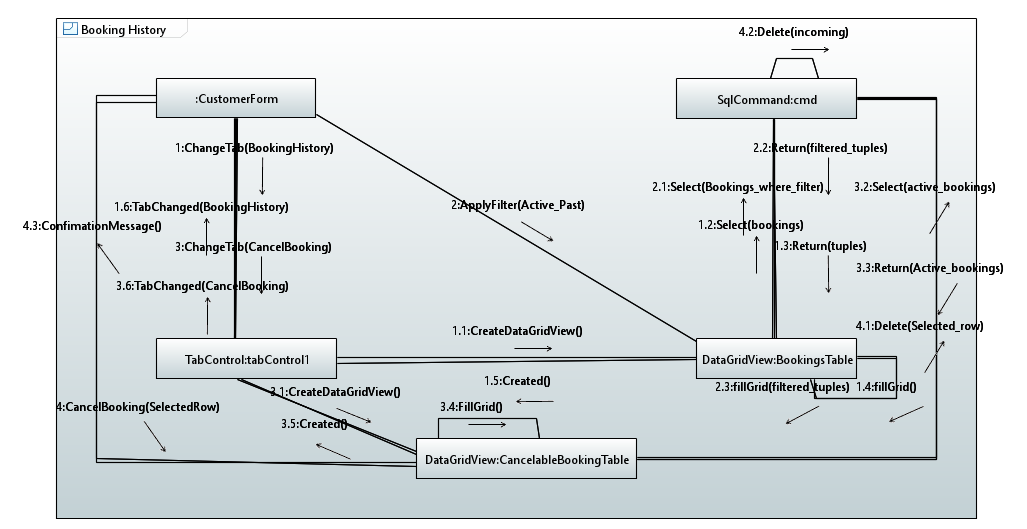 Booking History
4.2:Delete(incoming)
:CustomerForm
SqlCommand:cmd
1:ChangeTab(BookingHistory)
2.2:Return(filtered_tuples)
2.1:Select(Bookings_where_filter)
3.2:Select(active_bookings)
1.6:TabChanged(BookingHistory)
2:ApplyFilter(Active_Past)
4.3:ConfimationMessage()
1.2:Select(bookings)
3:ChangeTab(CancelBooking)
1.3:Return(tuples)
3.3:Return(Active_bookings)
3.6:TabChanged(CancelBooking)
4.1:Delete(Selected_row)
1.1:CreateDataGridView()
TabControl:tabControl1
DataGridView:BookingsTable
1.5:Created()
2.3:fillGrid(filtered_tuples)
1.4:fillGrid()
3.1:CreateDataGridView()
4:CancelBooking(SelectedRow)
3.4:FillGrid()
3.5:Created()
DataGridView:CancelableBookingTable